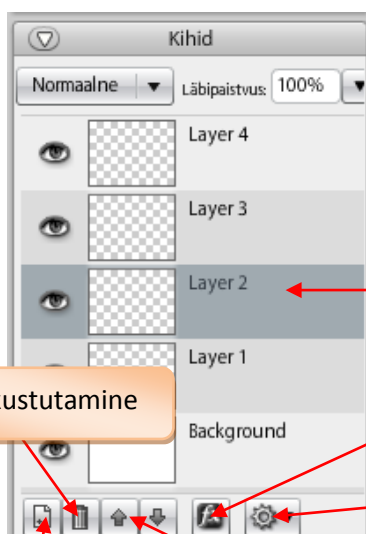 Kihid
Normaalne
Läbipaistvus: 100%
Layer 4
Layer 3
Layer 2
Layer 1
ustutamine
Background